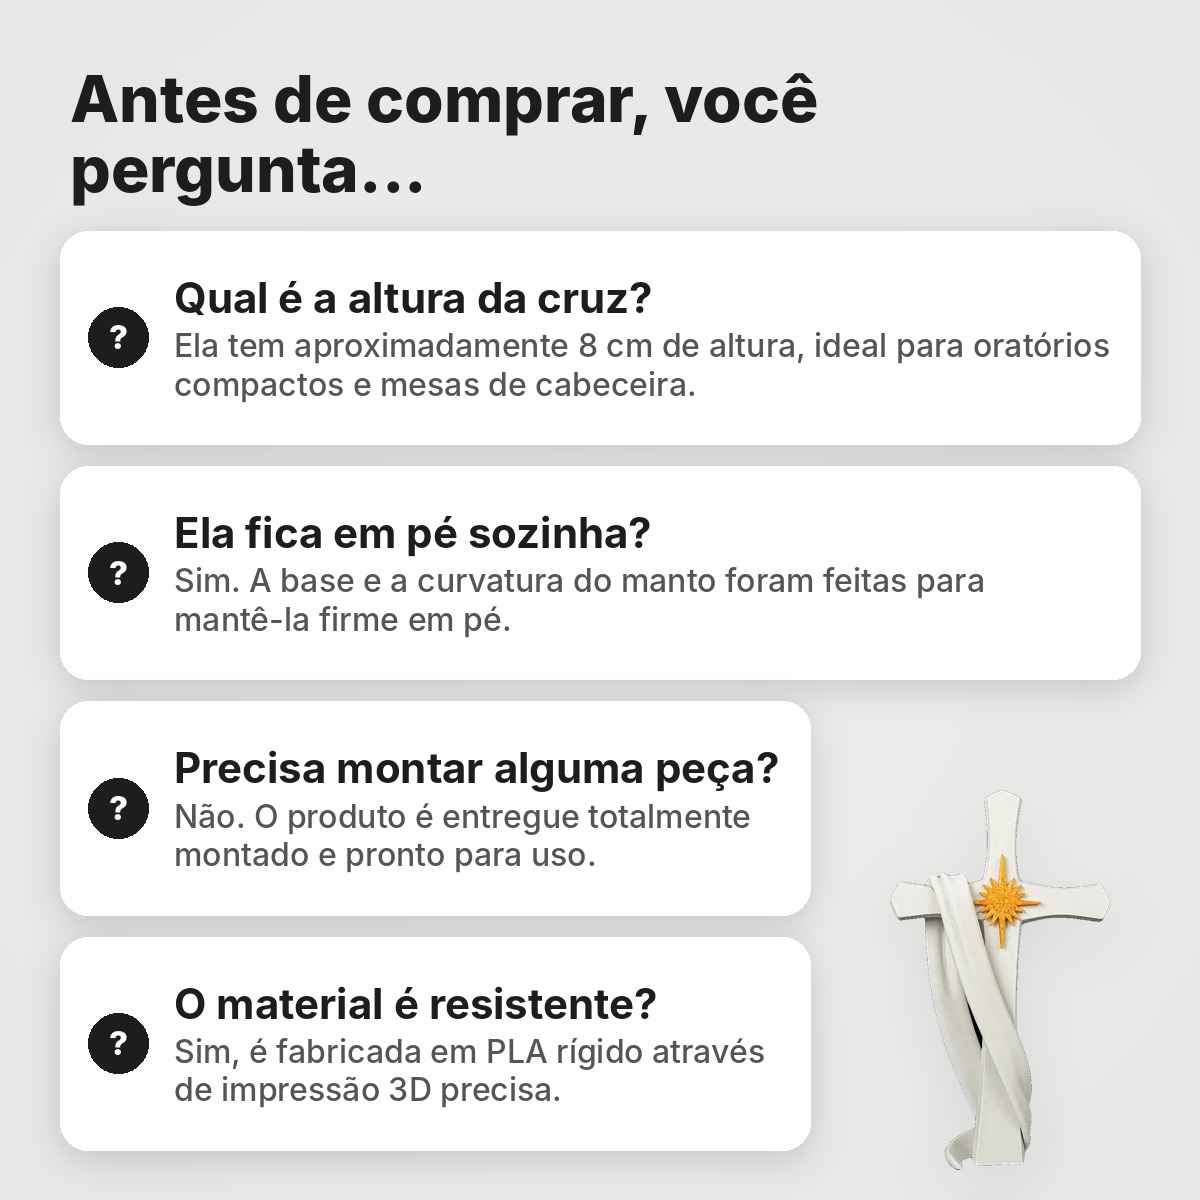 Antes de comprar, você
pergunta...
?
Qual é a altura da cruz?
Ela tem aproximadamente 8 cm de altura, ideal para oratórios
compactos e mesas de cabeceira.
?
Ela fica em pé sozinha?
Sim. A base e a curvatura do manto foram feitas para
mantê-la firme em pé.
?
Precisa montar alguma peça?
Não. O produto é entregue totalmente
montado e pronto para uso.
?
O material é resistente?
Sim, é fabricada em PLA rígido através
de impressão 3D precisa.